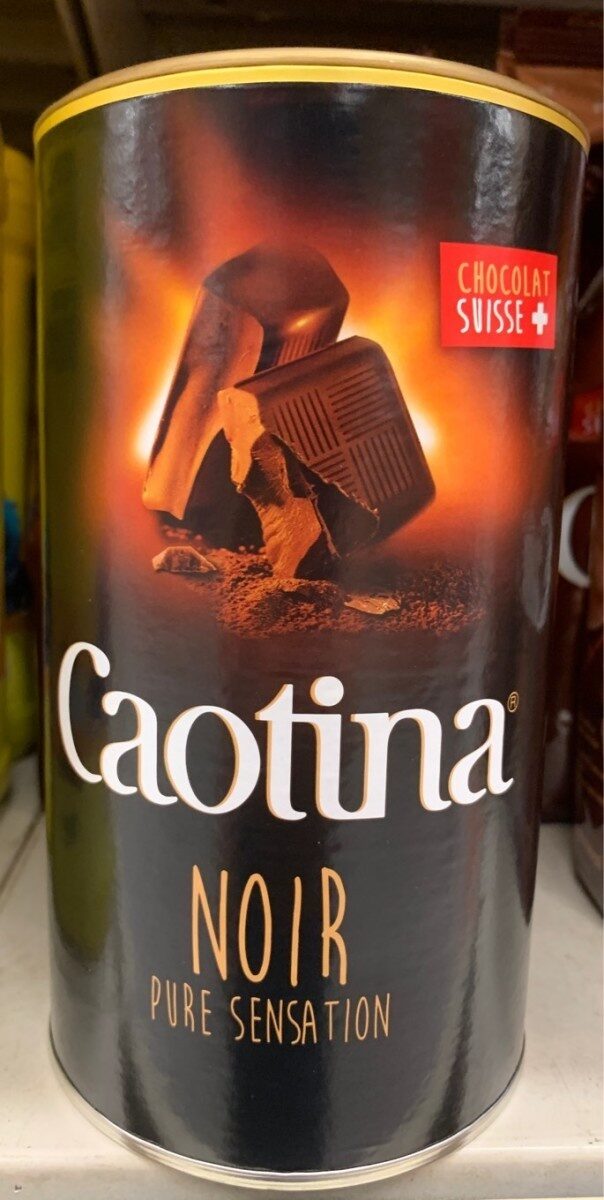 CHOCOLAT
SUISSE
Caotina®
NOIR
PURE SENSATION